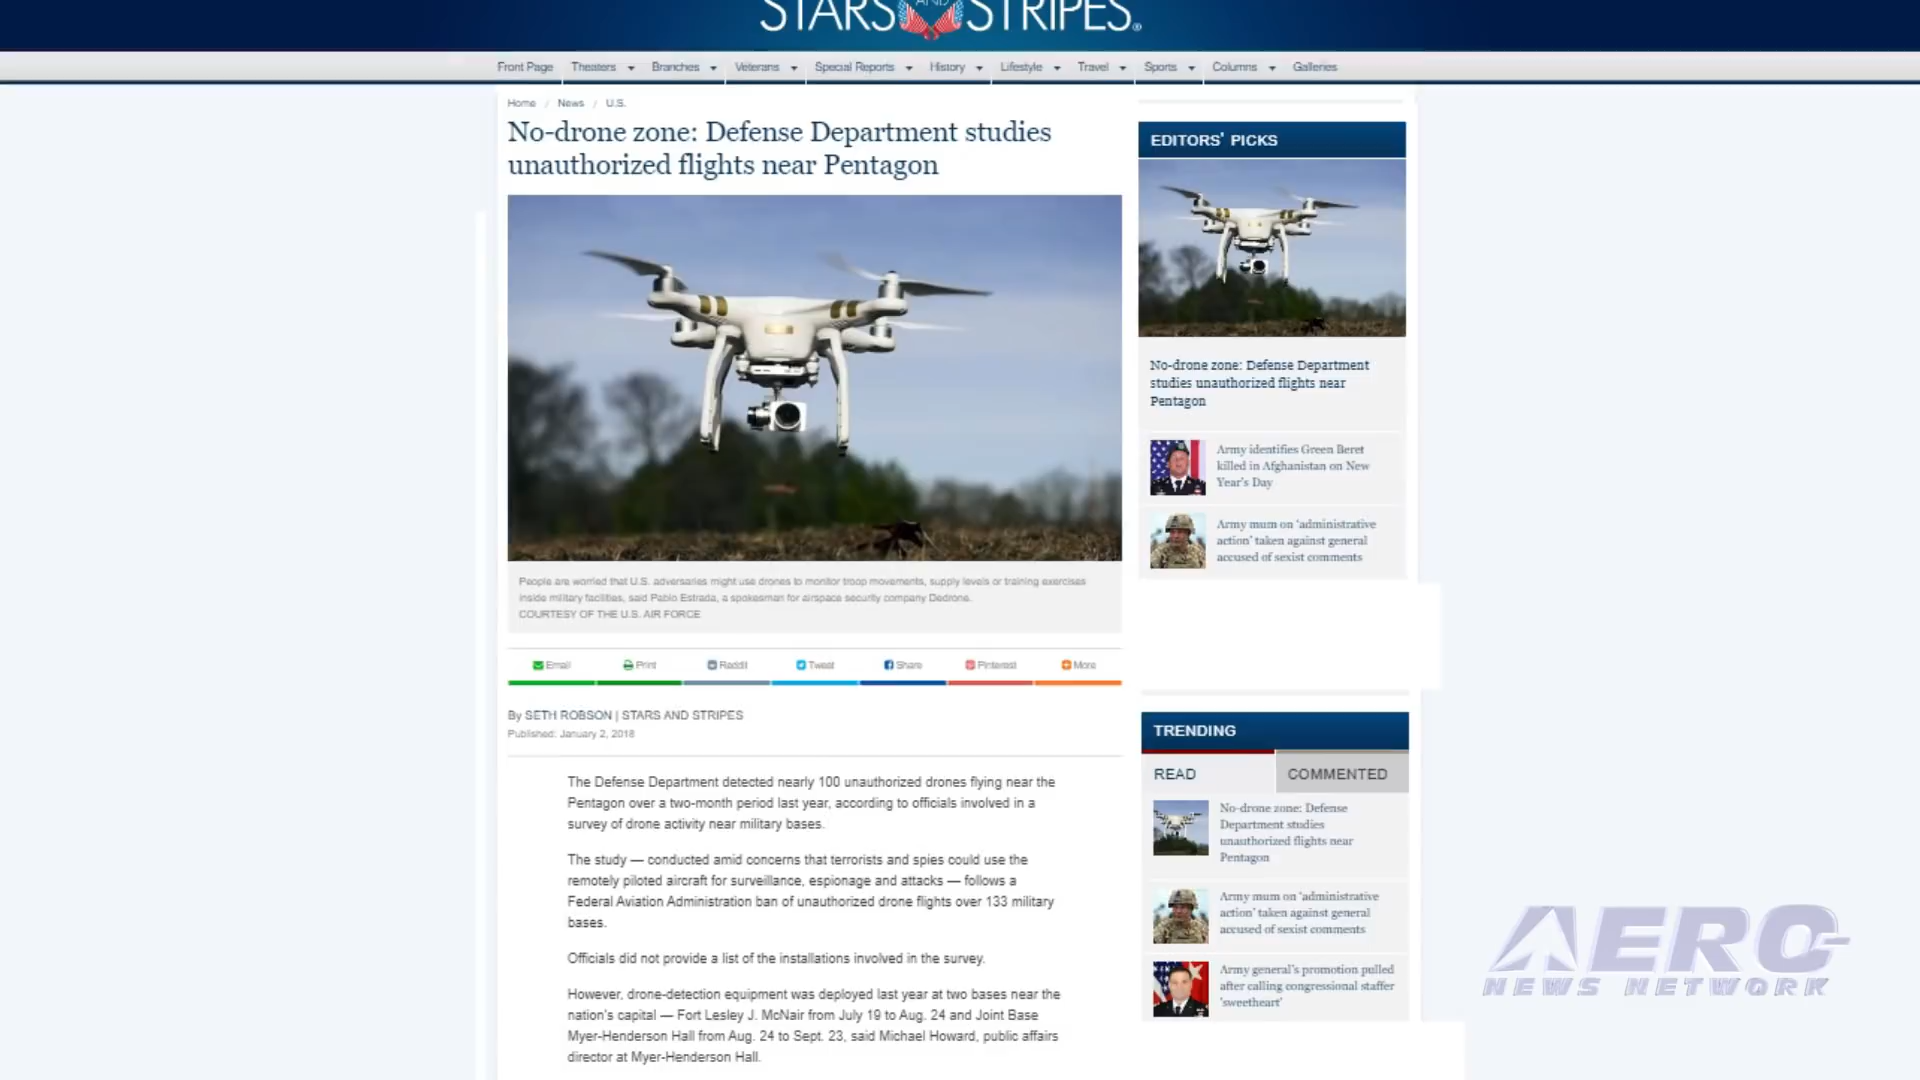 STARS AND STRIPES®
Front Page Theaters Branches Veterans Special Reports History Lifestyle Travel Sports Columns Galleries
Home / News / U.S.
No-drone zone: Defense Department studies
unauthorized flights near Pentagon
People are worried that U.S. adversaries might use drones to monitor troop movements, supply levels or training exercises
inside military facilities, said Pablo Estrada, a spokesman for airspace security company Dedrone.
COURTESY OF THE U.S. AIR FORCE
Email Print Reddit Tweet Share Pinterest More
By SETH ROBSON | STARS AND STRIPES
Published: January 2, 2018
The Defense Department detected nearly 100 unauthorized drones flying near the
Pentagon over a two-month period last year, according to officials involved in a
survey of drone activity near military bases.
The study — conducted amid concerns that terrorists and spies could use the
remotely piloted aircraft for surveillance, espionage and attacks — follows a
Federal Aviation Administration ban of unauthorized drone flights over 133 military
bases.
Officials did not provide a list of the installations involved in the survey.
However, drone-detection equipment was deployed last year at two bases near the
nation's capital — Fort Lesley J. McNair from July 19 to Aug. 24 and Joint Base
Myer-Henderson Hall from Aug. 24 to Sept. 23, said Michael Howard, public affairs
director at Myer-Henderson Hall.
EDITORS' PICKS
No-drone zone: Defense Department
studies unauthorized flights near
Pentagon
Army identifies Green Beret
killed in Afghanistan on New
Year's Day
Army mum on 'administrative
action' taken against general
accused of sexist comments
TRENDING
READ COMMENTED
No-drone zone: Defense
Department studies
unauthorized flights near
Pentagon
Army mum on 'administrative
action' taken against general
accused of sexist comments
Army general's promotion pulled
after calling congressional staffer
'sweetheart'
AERO
NEWS NETWORK